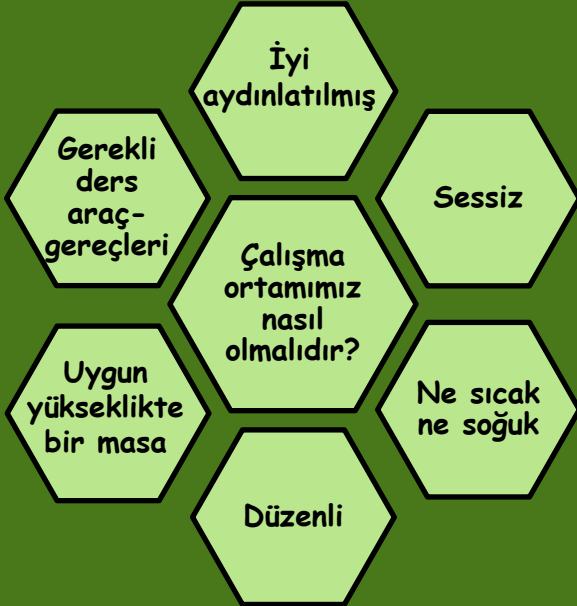 İyi
aydınlatılmış
Gerekli
ders
araç-
gereçleri
Sessiz
Çalışma
ortamımız
nasıl
olmalıdır?
Uygun
yükseklikte
bir masa
Ne sıcak
ne soğuk
Düzenli